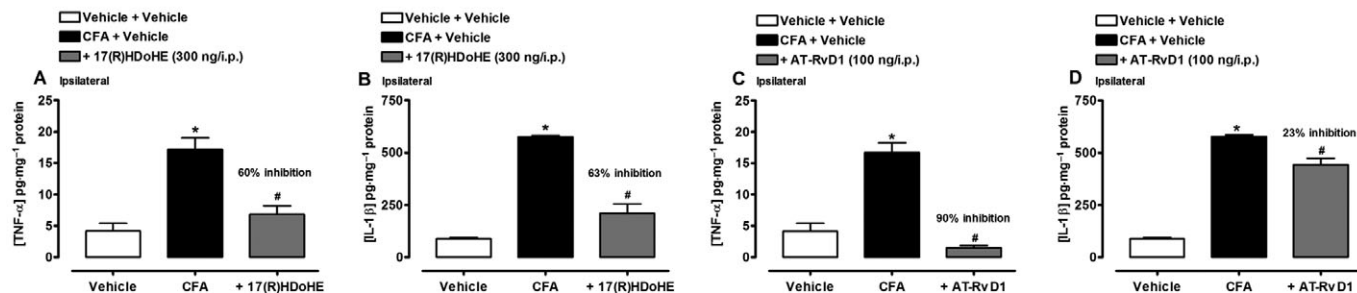 Vehicle + Vehicle
CFA + Vehicle
+ 17(R)HDoHE (300 ng/i.p.)
A Ipsilateral
[TNF-α] pg·mg⁻¹ protein
25
20
15
10
5
0
*
60% inhibition
#
Vehicle CFA + 17(R)HDoHE
Vehicle + Vehicle
CFA + Vehicle
+ 17(R)HDoHE (300 ng/i.p.)
B Ipsilateral
[IL-1 β] pg·mg⁻¹ protein
750
500
250
0
*
63% inhibition
#
Vehicle CFA + 17(R)HDoHE
Vehicle + Vehicle
CFA + Vehicle
+ AT-RvD1 (100 ng/i.p.)
C Ipsilateral
[TNF-α] pg·mg⁻¹ protein
25
20
15
10
5
0
*
90% inhibition
#
Vehicle CFA + AT-RvD1
Vehicle + Vehicle
CFA + Vehicle
+ AT-RvD1 (100 ng/i.p.)
D Ipsilateral
[IL-1 β] pg·mg⁻¹ protein
750
500
250
0
*
23% inhibition
#
Vehicle CFA + AT-RvD1